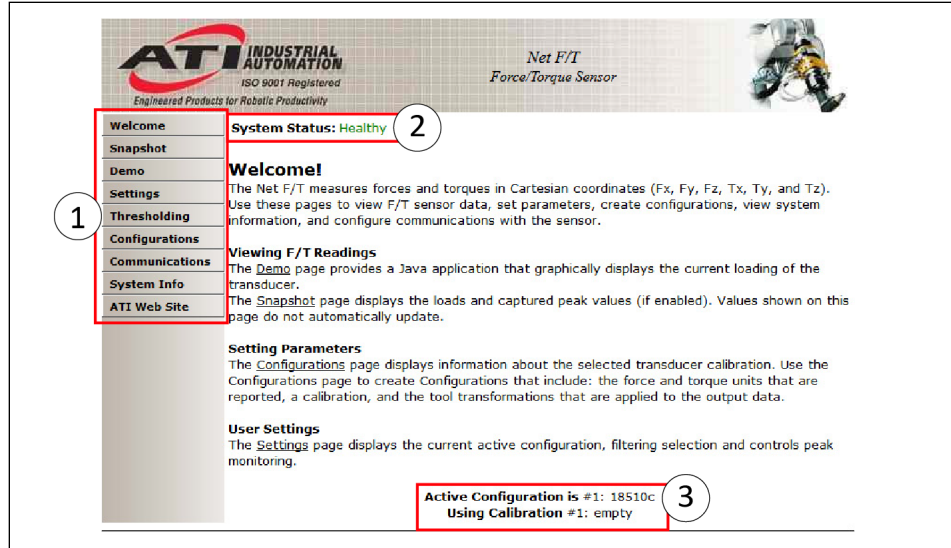 ATI INDUSTRIAL
AUTOMATION
ISO 9001 Registered
Engineered Products for Robotic Productivity
Net F/T
Force/Torque Sensor
Welcome
Snapshot
Demo
Settings
Thresholding
Configurations
Communications
System Info
ATI Web Site
1
System Status: Healthy
2
Welcome!
The Net F/T measures forces and torques in Cartesian coordinates (Fx, Fy, Fz, Tx, Ty, and Tz).
Use these pages to view F/T sensor data, set parameters, create configurations, view system
information, and configure communications with the sensor.
Viewing F/T Readings
The Demo page provides a Java application that graphically displays the current loading of the
transducer.
The Snapshot page displays the loads and captured peak values (if enabled). Values shown on this
page do not automatically update.
Setting Parameters
The Configurations page displays information about the selected transducer calibration. Use the
Configurations page to create Configurations that include: the force and torque units that are
reported, a calibration, and the tool transformations that are applied to the output data.
User Settings
The Settings page displays the current active configuration, filtering selection and controls peak
monitoring.
Active Configuration is #1: 18510c
Using Calibration #1: empty
3